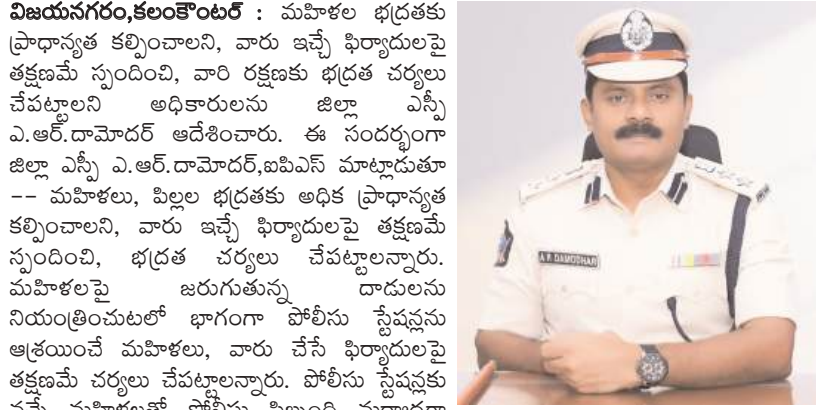 విజయనగరం,కలంకౌంటర్ : మహిళల భద్రతకు
ప్రాధాన్యత కల్పించాలని, వారు ఇచ్చే ఫిర్యాదులపై
తక్షణమే స్పందించి, వారి రక్షణకు భద్రత చర్యలు
చేపట్టాలని అధికారులను జిల్లా ఎస్పీ
ఎ.ఆర్.దామోదర్ ఆదేశించారు. ఈ సందర్భంగా
జిల్లా ఎస్పీ ఎ.ఆర్.దామోదర్,ఐపిఎస్ మాట్లాడుతూ
-- మహిళలు, పిల్లల భద్రతకు అధిక ప్రాధాన్యత
కల్పించాలని, వారు ఇచ్చే ఫిర్యాదులపై తక్షణమే
స్పందించి, భద్రత చర్యలు చేపట్టాలన్నారు.
మహిళలపై జరుగుతున్న దాడులను
నియంత్రించుటలో భాగంగా పోలీసు స్టేషన్లను
ఆశ్రయించే మహిళలు, వారు చేసే ఫిర్యాదులపై
తక్షణమే చర్యలు చేపట్టాలన్నారు. పోలీసు స్టేషన్లకు
A R DAMODHAR